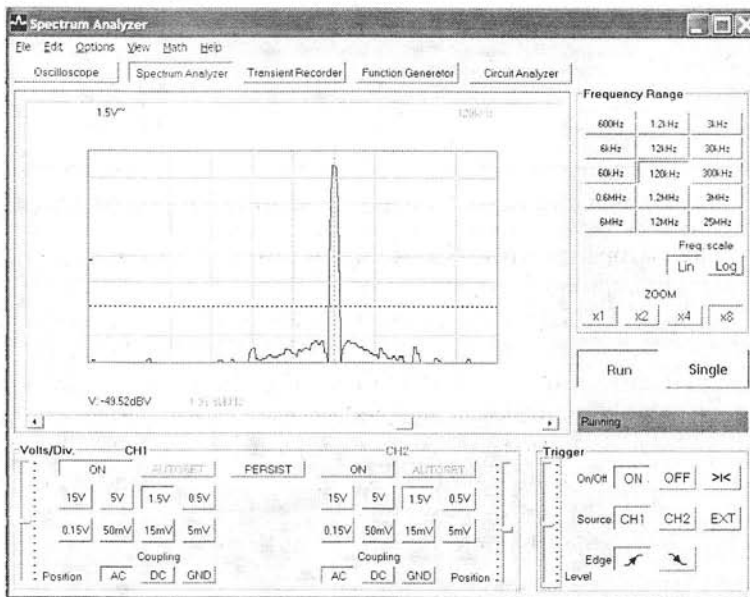 Spectrum Analyzer
File Edit Options View Math Help
Oscilloscope Spectrum Analyzer Transient Recorder Function Generator Circuit Analyzer
1.5V~ 120kHz
V: -49.52dBV
Frequency Range
600Hz 1.2kHz 3kHz
6kHz 12kHz 30kHz
60kHz 120kHz 300kHz
0.6MHz 1.2MHz 3MHz
6MHz 12MHz 25MHz
Freq. scale
Lin Log
ZOOM
x1 x2 x4 x8
Run Single
Running
Volts/Div. CH1 CH2
ON AUTOSET PERSIST ON AUTOSET
15V 5V 1.5V 0.5V 15V 5V 1.5V 0.5V
0.15V 50mV 15mV 5mV 0.15V 50mV 15mV 5mV
Coupling Coupling
Position AC DC GND AC DC GND Position
Trigger
On/Off ON OFF >I<
Source CH1 CH2 EXT
Edge
Level